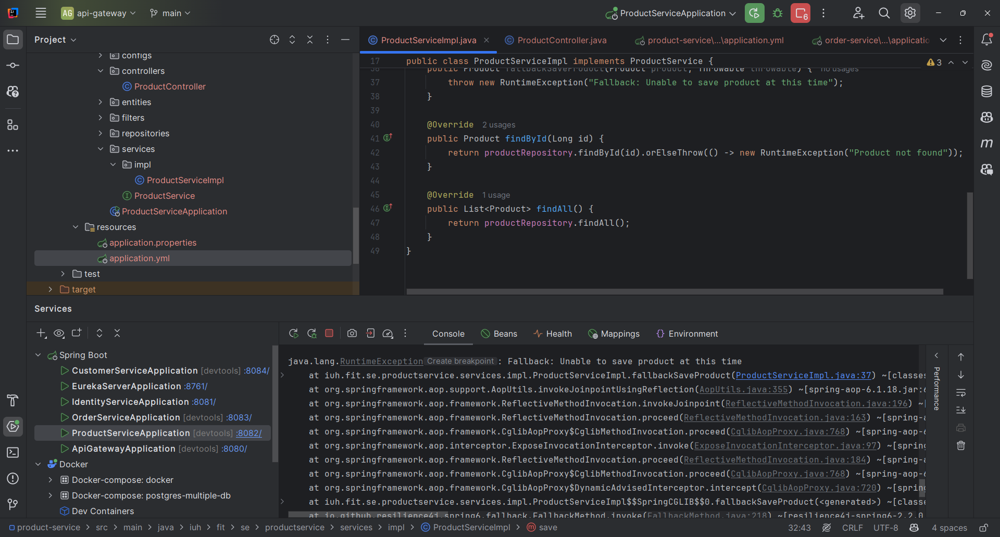 AG api-gateway main ProductServiceApplication 6
Project
configs
controllers
ProductController
entities
filters
repositories
services
impl
ProductServiceImpl
ProductService
ProductServiceApplication
resources
application.properties
application.yml
test
target
ProductServiceImpl.java ProductController.java product-service\...\application.yml order-service\...\applicatio
17 public class ProductServiceImpl implements ProductService { 3
36 public Product fallbackSaveProduct(Product product, Throwable throwable) { no usages
37 throw new RuntimeException("Fallback: Unable to save product at this time");
38 }
39
40 @Override 2 usages
41 public Product findById(Long id) {
42 return productRepository.findById(id).orElseThrow(() -> new RuntimeException("Product not found"));
43 }
44
45 @Override 1 usage
46 public List<Product> findAll() {
47 return productRepository.findAll();
48 }
49 }
Services
Spring Boot
CustomerServiceApplication [devtools] :8084/
EurekaServerApplication :8761/
IdentityServiceApplication :8081/
OrderServiceApplication [devtools] :8083/
ProductServiceApplication [devtools] :8082/
ApiGatewayApplication [devtools] :8080/
Docker
Docker-compose: docker
Docker-compose: postgres-multiple-db
Dev Containers
Console Beans Health Mappings Environment
java.lang.RuntimeException Create breakpoint : Fallback: Unable to save product at this time
at iuh.fit.se.productservice.services.impl.ProductServiceImpl.fallbackSaveProduct(ProductServiceImpl.java:37) ~[classes
at org.springframework.aop.support.AopUtils.invokeJoinpointUsingReflection(AopUtils.java:355) ~[spring-aop-6.1.18.jar:6
at org.springframework.aop.framework.ReflectiveMethodInvocation.invokeJoinpoint(ReflectiveMethodInvocation.java:196) ~[
at org.springframework.aop.framework.ReflectiveMethodInvocation.proceed(ReflectiveMethodInvocation.java:163) ~[spring-a
at org.springframework.aop.framework.CglibAopProxy$CglibMethodInvocation.proceed(CglibAopProxy.java:768) ~[spring-aop-6
at org.springframework.aop.interceptor.ExposeInvocationInterceptor.invoke(ExposeInvocationInterceptor.java:97) ~[spring
at org.springframework.aop.framework.ReflectiveMethodInvocation.proceed(ReflectiveMethodInvocation.java:184) ~[spring-a
at org.springframework.aop.framework.CglibAopProxy$CglibMethodInvocation.proceed(CglibAopProxy.java:768) ~[spring-aop-6
at org.springframework.aop.framework.CglibAopProxy$DynamicAdvisedInterceptor.intercept(CglibAopProxy.java:720) ~[spring
at iuh.fit.se.productservice.services.impl.ProductServiceImpl$$SpringCGLIB$$0.fallbackSaveProduct(<generated>) ~[classe
at io.github.resilience4j.spring6.fallback.FallbackMethod.invoke(FallbackMethod.java:218) ~[resilience4j-spring6-2.2.0
Performance
product-service > src > main > java > iuh > fit > se > productservice > services > impl > ProductServiceImpl > save
32:43 CRLF UTF-8 4 spaces